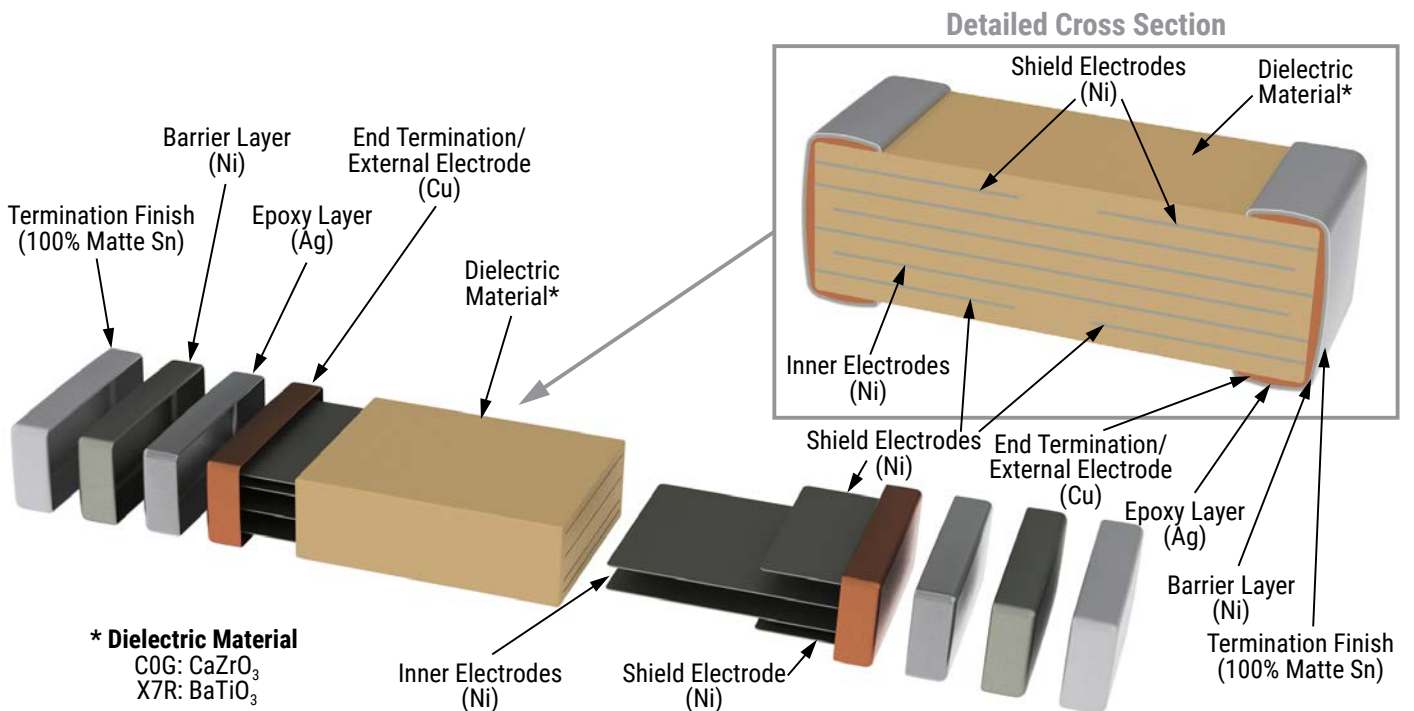 Detailed Cross Section
Shield Electrodes
(Ni)
Dielectric
Material*
Barrier Layer
(Ni)
End Termination/
External Electrode
(Cu)
Termination Finish
(100% Matte Sn)
Epoxy Layer
(Ag)
Dielectric
Material*
Inner Electrodes
(Ni)
Shield Electrodes
(Ni)
End Termination/
External Electrode
(Cu)
Epoxy Layer
(Ag)
Barrier Layer
(Ni)
Termination Finish
(100% Matte Sn)
* Dielectric Material
C0G: CaZrO₃
X7R: BaTiO₃
Inner Electrodes
(Ni)
Shield Electrode
(Ni)